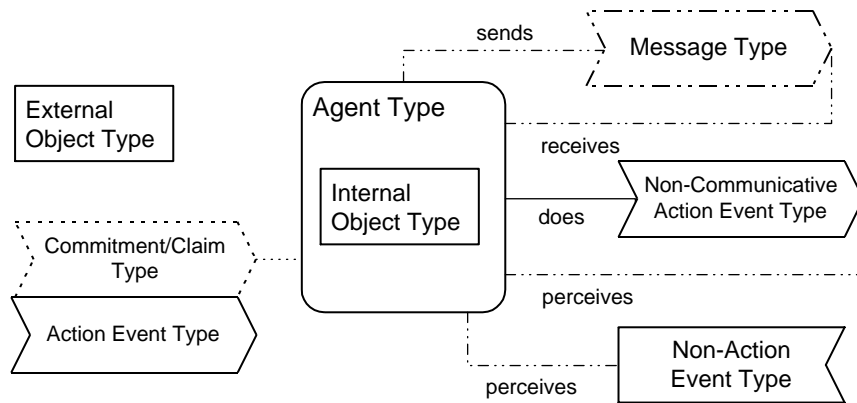 sends
Message Type
External
Object Type
Agent Type
receives
Internal
Object Type
Non-Communicative
Action Event Type
does
Commitment/Claim
Type
perceives
Action Event Type
Non-Action
Event Type
perceives